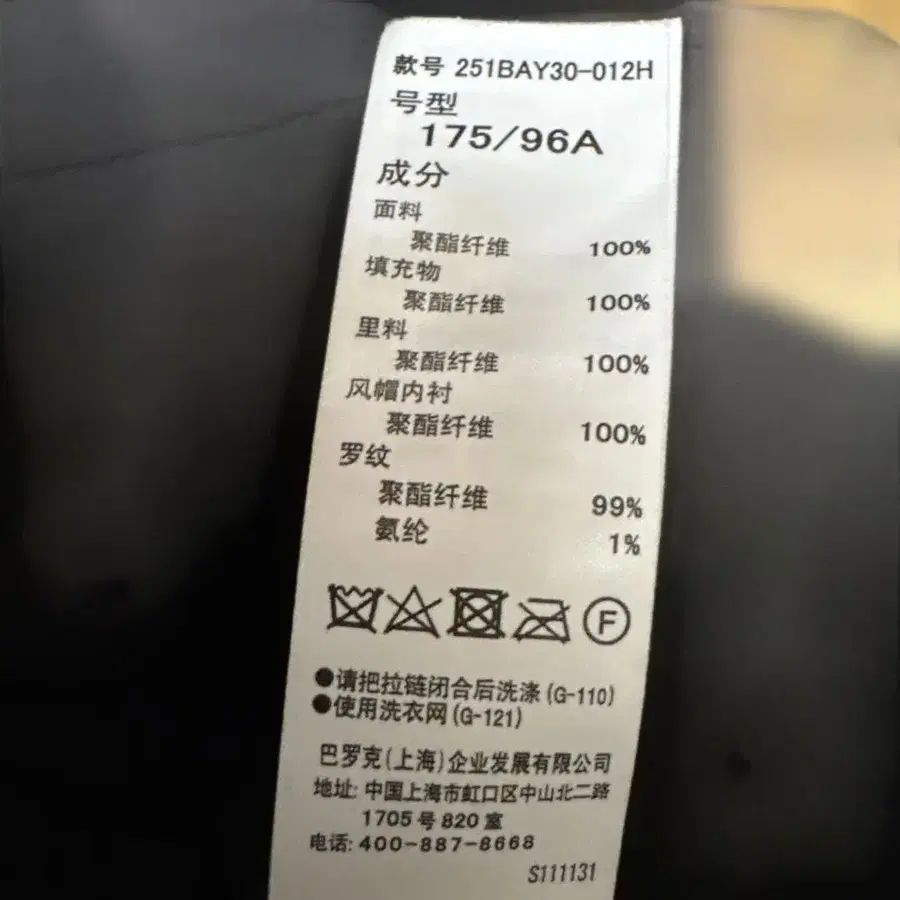 款号 251BAY30-012H
号型
175/96A
成分
面料
聚酯纤维 100%
填充物
聚酯纤维 100%
里料
聚酯纤维 100%
风帽内衬
聚酯纤维 100%
罗纹
聚酯纤维 99%
氨纶 1%
F
●请把拉链闭合后洗涤(G-110)
●使用洗衣网(G-121)
巴罗克(上海)企业发展有限公司
地址: 中国上海市虹口区中山北二路
1705号820室
电话: 400-887-8668
S111131